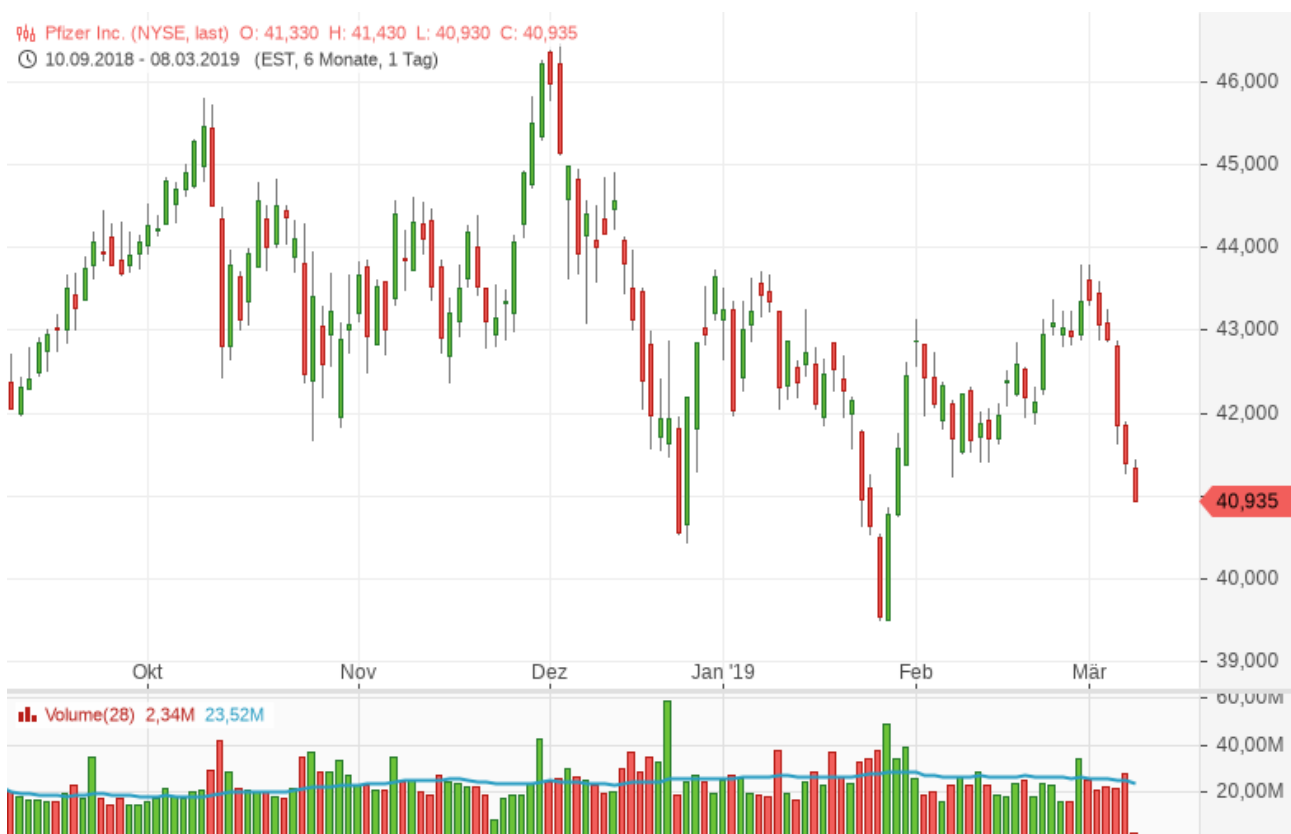 Pfizer Inc. (NYSE, last) O: 41,330 H: 41,430 L: 40,930 C: 40,935
10.09.2018 - 08.03.2019 (EST, 6 Monate, 1 Tag)
46,000
45,000
44,000
43,000
42,000
40,935
40,000
39,000
Okt Nov Dez Jan '19 Feb Mär
60,00M
Volume(28) 2,34M 23,52M
40,00M
20,00M